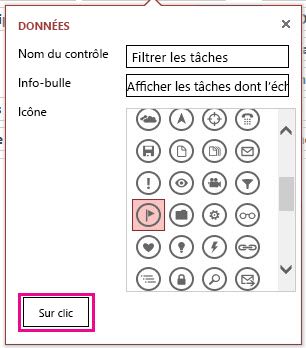 DONNÉES
Nom du contrôle
Filtrer les tâches
Info-bulle
Afficher les tâches dont l'éch
Icône
Sur clic